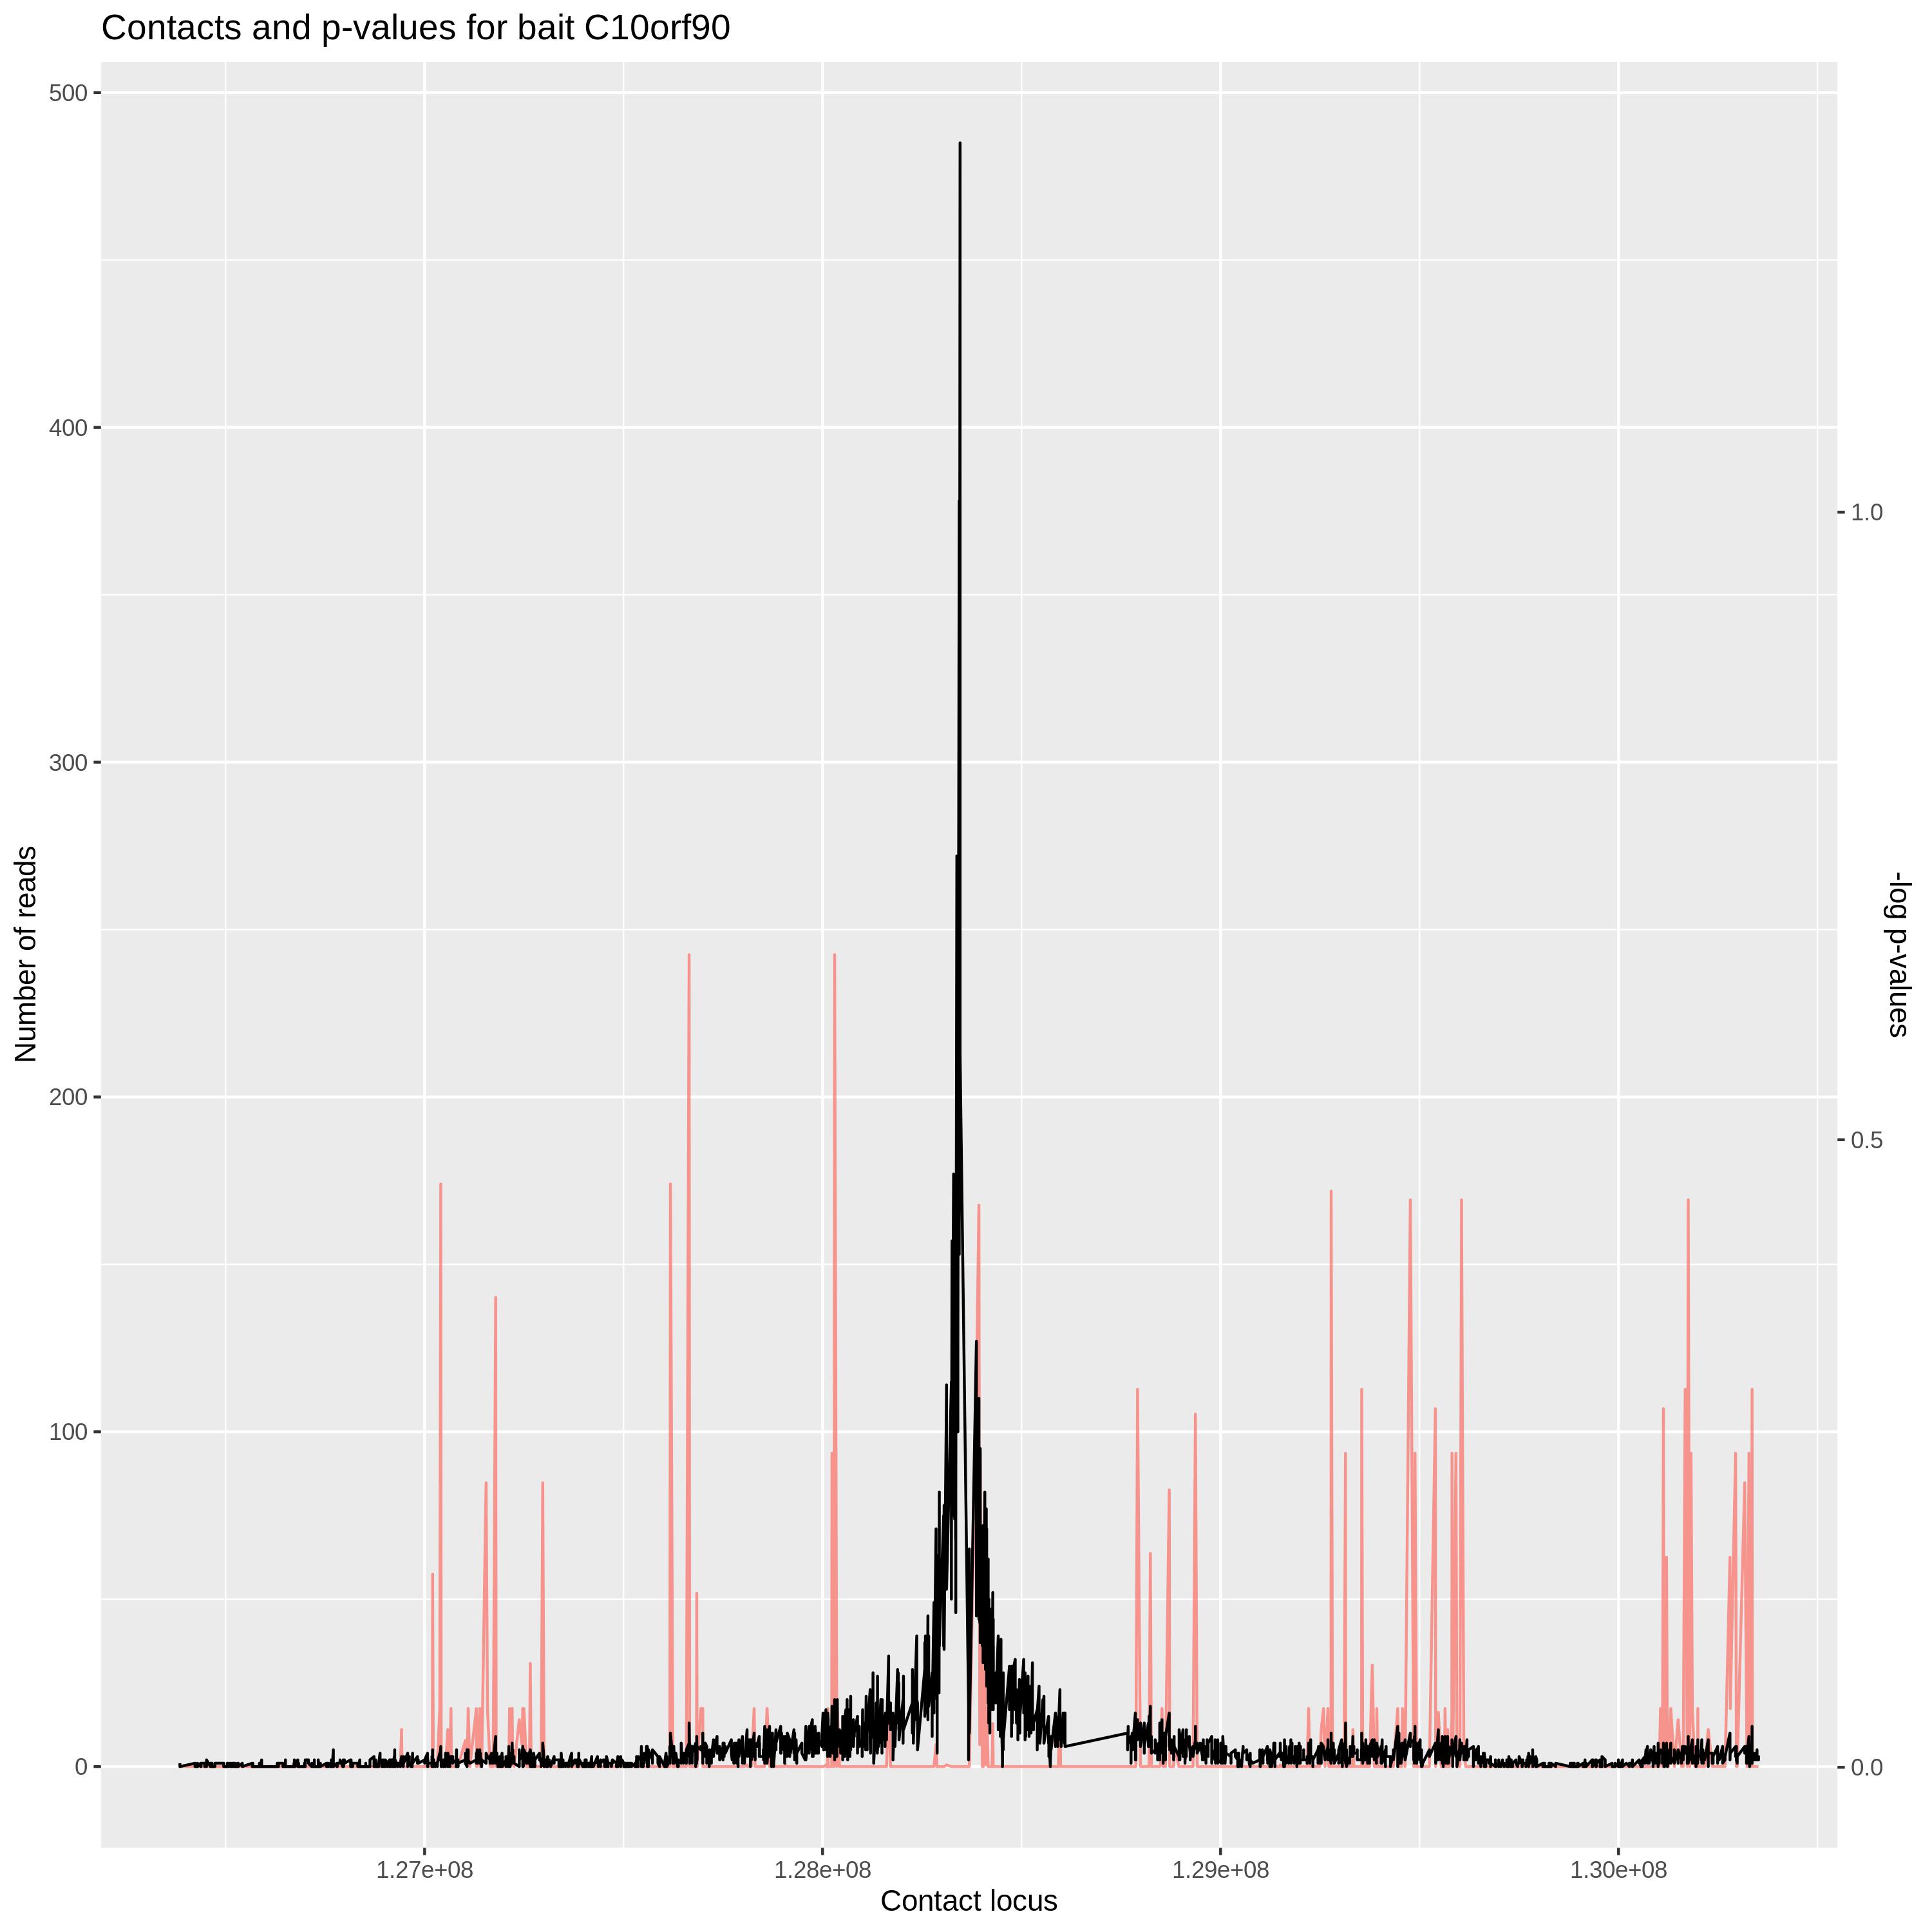 Contacts and p-values for bait C10orf90
500
400
300
200
100
0
Number of reads
1.0
0.5
0.0
-log p-values
1.27e+08
1.28e+08
1.29e+08
1.30e+08
Contact locus